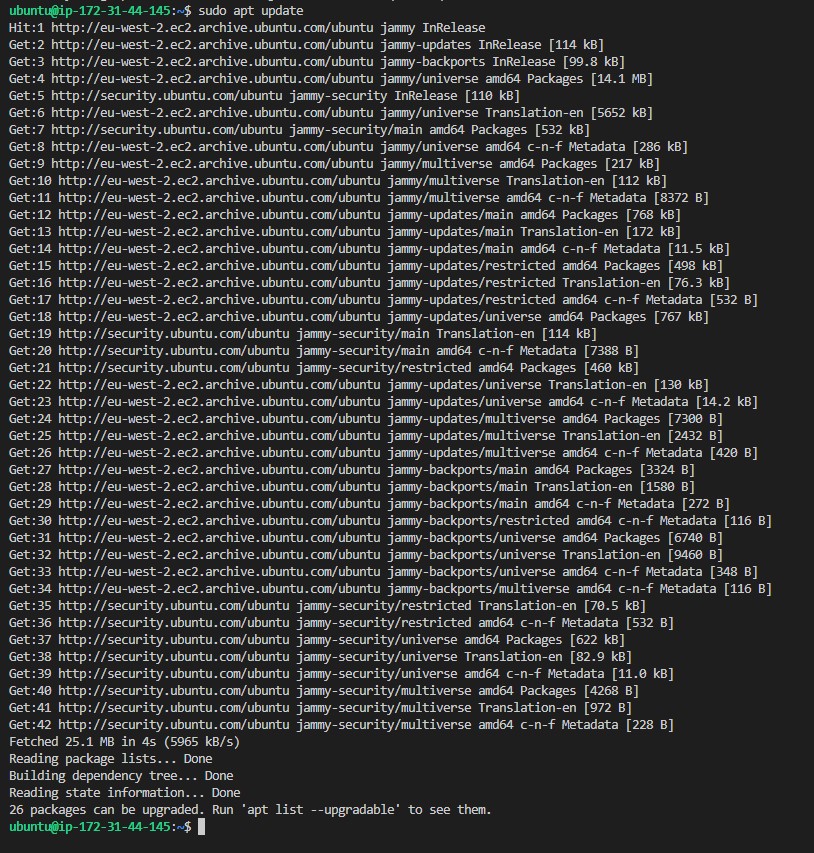 ubuntu@ip-172-31-44-145:~$ sudo apt update
Hit:1 http://eu-west-2.ec2.archive.ubuntu.com/ubuntu jammy InRelease
Get:2 http://eu-west-2.ec2.archive.ubuntu.com/ubuntu jammy-updates InRelease [114 kB]
Get:3 http://eu-west-2.ec2.archive.ubuntu.com/ubuntu jammy-backports InRelease [99.8 kB]
Get:4 http://eu-west-2.ec2.archive.ubuntu.com/ubuntu jammy/universe amd64 Packages [14.1 MB]
Get:5 http://security.ubuntu.com/ubuntu jammy-security InRelease [110 kB]
Get:6 http://eu-west-2.ec2.archive.ubuntu.com/ubuntu jammy/universe Translation-en [5652 kB]
Get:7 http://security.ubuntu.com/ubuntu jammy-security/main amd64 Packages [532 kB]
Get:8 http://eu-west-2.ec2.archive.ubuntu.com/ubuntu jammy/universe amd64 c-n-f Metadata [286 kB]
Get:9 http://eu-west-2.ec2.archive.ubuntu.com/ubuntu jammy/multiverse amd64 Packages [217 kB]
Get:10 http://eu-west-2.ec2.archive.ubuntu.com/ubuntu jammy/multiverse Translation-en [112 kB]
Get:11 http://eu-west-2.ec2.archive.ubuntu.com/ubuntu jammy/multiverse amd64 c-n-f Metadata [8372 B]
Get:12 http://eu-west-2.ec2.archive.ubuntu.com/ubuntu jammy-updates/main amd64 Packages [768 kB]
Get:13 http://eu-west-2.ec2.archive.ubuntu.com/ubuntu jammy-updates/main Translation-en [172 kB]
Get:14 http://eu-west-2.ec2.archive.ubuntu.com/ubuntu jammy-updates/main amd64 c-n-f Metadata [11.5 kB]
Get:15 http://eu-west-2.ec2.archive.ubuntu.com/ubuntu jammy-updates/restricted amd64 Packages [498 kB]
Get:16 http://eu-west-2.ec2.archive.ubuntu.com/ubuntu jammy-updates/restricted Translation-en [76.3 kB]
Get:17 http://eu-west-2.ec2.archive.ubuntu.com/ubuntu jammy-updates/restricted amd64 c-n-f Metadata [532 B]
Get:18 http://eu-west-2.ec2.archive.ubuntu.com/ubuntu jammy-updates/universe amd64 Packages [767 kB]
Get:19 http://security.ubuntu.com/ubuntu jammy-security/main Translation-en [114 kB]
Get:20 http://security.ubuntu.com/ubuntu jammy-security/main amd64 c-n-f Metadata [7388 B]
Get:21 http://security.ubuntu.com/ubuntu jammy-security/restricted amd64 Packages [460 kB]
Get:22 http://eu-west-2.ec2.archive.ubuntu.com/ubuntu jammy-updates/universe Translation-en [130 kB]
Get:23 http://eu-west-2.ec2.archive.ubuntu.com/ubuntu jammy-updates/universe amd64 c-n-f Metadata [14.2 kB]
Get:24 http://eu-west-2.ec2.archive.ubuntu.com/ubuntu jammy-updates/multiverse amd64 Packages [7300 B]
Get:25 http://eu-west-2.ec2.archive.ubuntu.com/ubuntu jammy-updates/multiverse Translation-en [2432 B]
Get:26 http://eu-west-2.ec2.archive.ubuntu.com/ubuntu jammy-updates/multiverse amd64 c-n-f Metadata [420 B]
Get:27 http://eu-west-2.ec2.archive.ubuntu.com/ubuntu jammy-backports/main amd64 Packages [3324 B]
Get:28 http://eu-west-2.ec2.archive.ubuntu.com/ubuntu jammy-backports/main Translation-en [1580 B]
Get:29 http://eu-west-2.ec2.archive.ubuntu.com/ubuntu jammy-backports/main amd64 c-n-f Metadata [272 B]
Get:30 http://eu-west-2.ec2.archive.ubuntu.com/ubuntu jammy-backports/restricted amd64 c-n-f Metadata [116 B]
Get:31 http://eu-west-2.ec2.archive.ubuntu.com/ubuntu jammy-backports/universe amd64 Packages [6740 B]
Get:32 http://eu-west-2.ec2.archive.ubuntu.com/ubuntu jammy-backports/universe Translation-en [9460 B]
Get:33 http://eu-west-2.ec2.archive.ubuntu.com/ubuntu jammy-backports/universe amd64 c-n-f Metadata [348 B]
Get:34 http://eu-west-2.ec2.archive.ubuntu.com/ubuntu jammy-backports/multiverse amd64 c-n-f Metadata [116 B]
Get:35 http://security.ubuntu.com/ubuntu jammy-security/restricted Translation-en [70.5 kB]
Get:36 http://security.ubuntu.com/ubuntu jammy-security/restricted amd64 c-n-f Metadata [532 B]
Get:37 http://security.ubuntu.com/ubuntu jammy-security/universe amd64 Packages [622 kB]
Get:38 http://security.ubuntu.com/ubuntu jammy-security/universe Translation-en [82.9 kB]
Get:39 http://security.ubuntu.com/ubuntu jammy-security/universe amd64 c-n-f Metadata [11.0 kB]
Get:40 http://security.ubuntu.com/ubuntu jammy-security/multiverse amd64 Packages [4268 B]
Get:41 http://security.ubuntu.com/ubuntu jammy-security/multiverse Translation-en [972 B]
Get:42 http://security.ubuntu.com/ubuntu jammy-security/multiverse amd64 c-n-f Metadata [228 B]
Fetched 25.1 MB in 4s (5965 kB/s)
Reading package lists... Done
Building dependency tree... Done
Reading state information... Done
26 packages can be upgraded. Run 'apt list --upgradable' to see them.
ubuntu@ip-172-31-44-145:~$